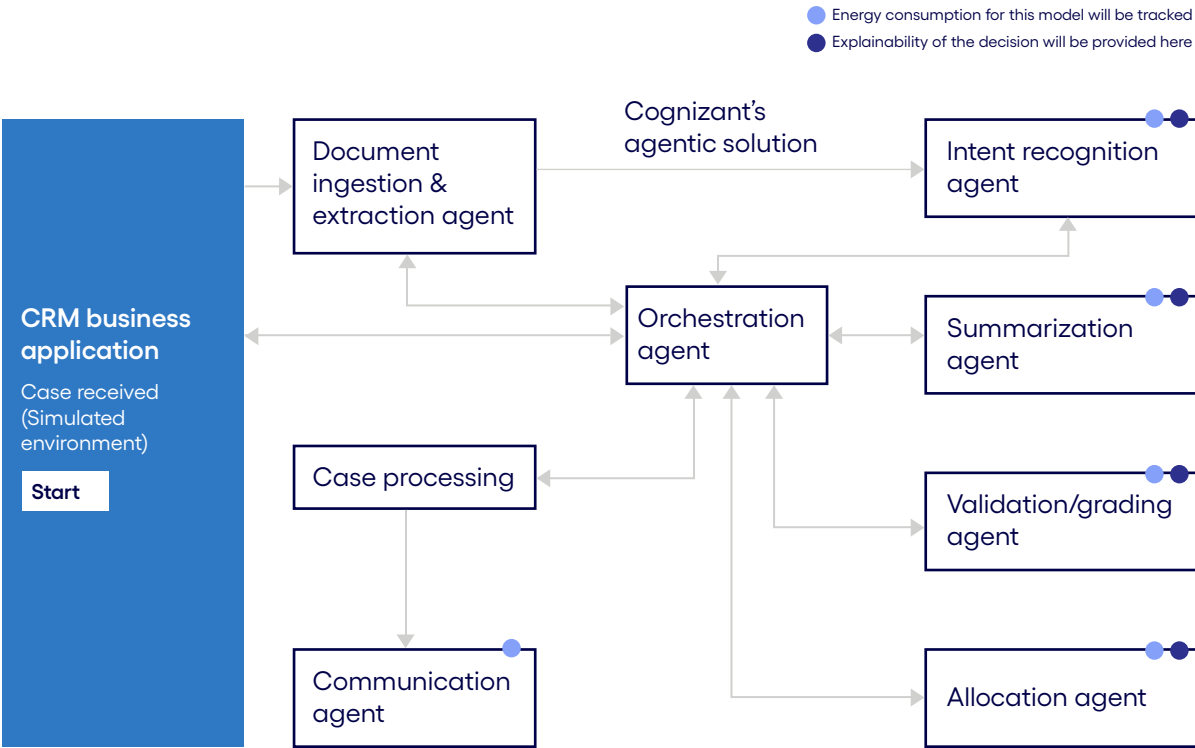 Energy consumption for this model will be tracked
Explainability of the decision will be provided here
Cognizant's
agentic solution
Document
ingestion &
extraction agent
Intent recognition
agent
CRM business
application
Case received
(Simulated
environment)
Start
Orchestration
agent
Summarization
agent
Case processing
Validation/grading
agent
Communication
agent
Allocation agent